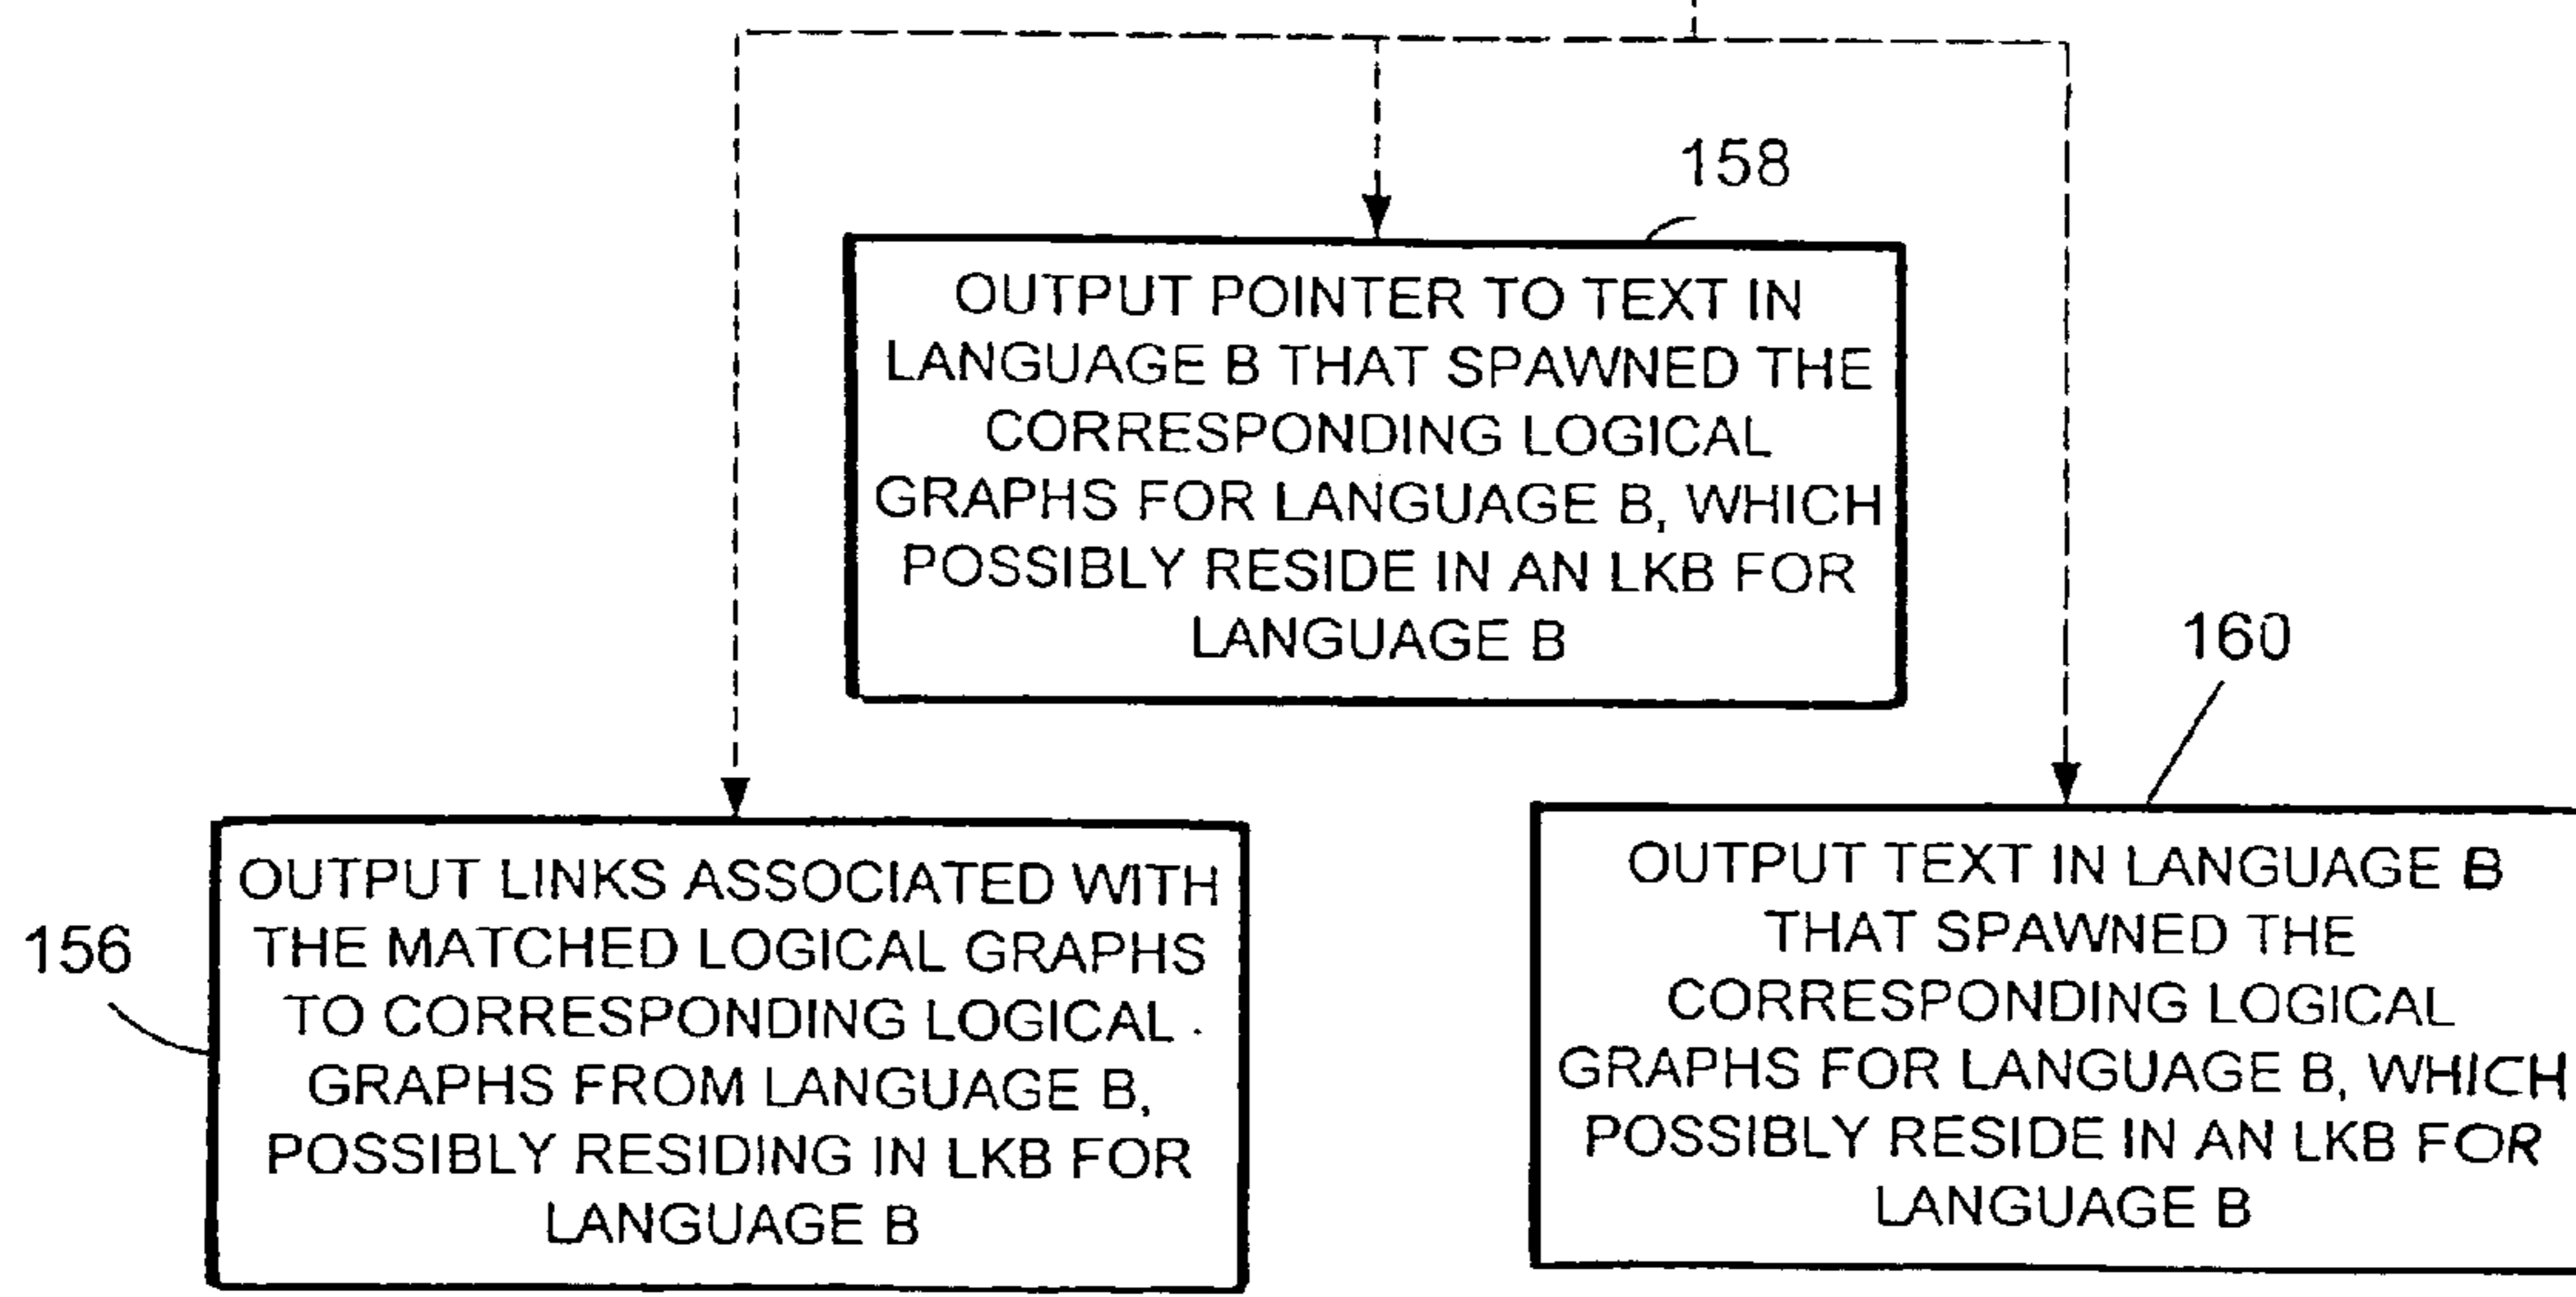 158
OUTPUT POINTER TO TEXT IN
LANGUAGE B THAT SPAWNED THE
CORRESPONDING LOGICAL
GRAPHS FOR LANGUAGE B, WHICH
POSSIBLY RESIDE IN AN LKB FOR
LANGUAGE B
156
OUTPUT LINKS ASSOCIATED WITH
THE MATCHED LOGICAL GRAPHS
TO CORRESPONDING LOGICAL
GRAPHS FROM LANGUAGE B,
POSSIBLY RESIDING IN LKB FOR
LANGUAGE B
160
OUTPUT TEXT IN LANGUAGE B
THAT SPAWNED THE
CORRESPONDING LOGICAL
GRAPHS FOR LANGUAGE B, WHICH
POSSIBLY RESIDE IN AN LKB FOR
LANGUAGE B